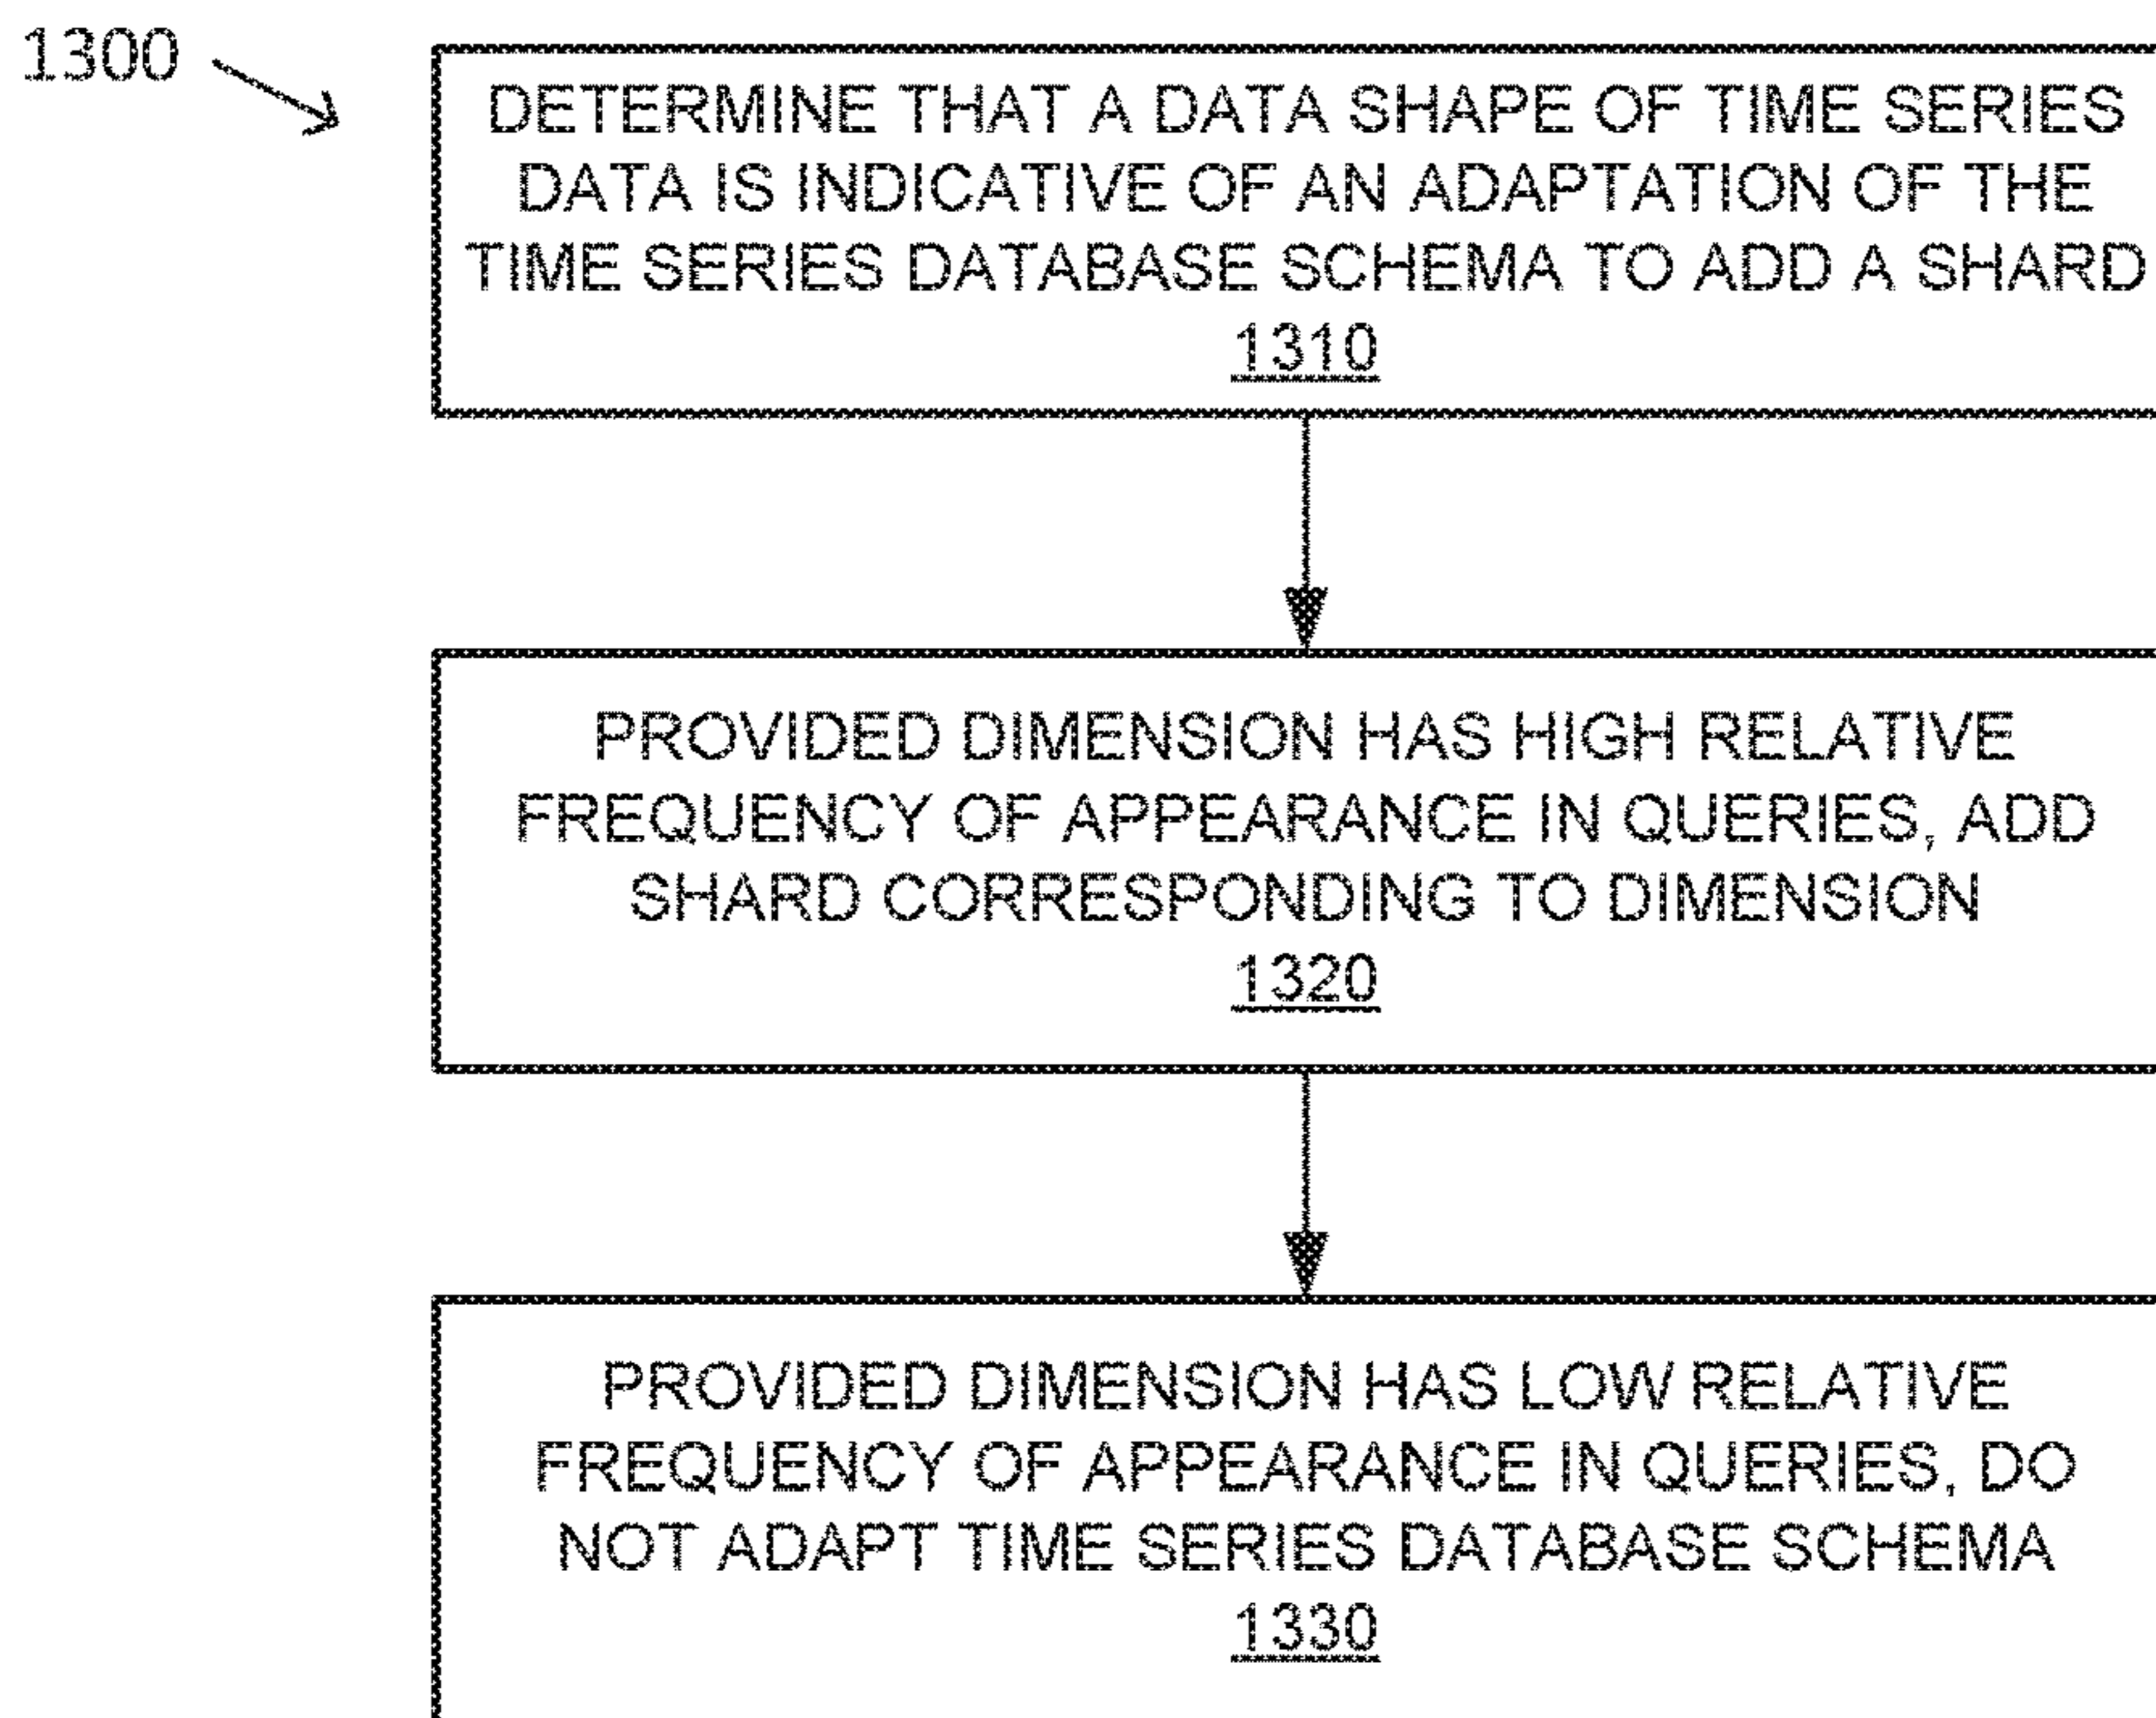 1300
DETERMINE THAT A DATA SHAPE OF TIME SERIES
DATA IS INDICATIVE OF AN ADAPTATION OF THE
TIME SERIES DATABASE SCHEMA TO ADD A SHARD
1310
PROVIDED DIMENSION HAS HIGH RELATIVE
FREQUENCY OF APPEARANCE IN QUERIES, ADD
SHARD CORRESPONDING TO DIMENSION
1320
PROVIDED DIMENSION HAS LOW RELATIVE
FREQUENCY OF APPEARANCE IN QUERIES, DO
NOT ADAPT TIME SERIES DATABASE SCHEMA
1330